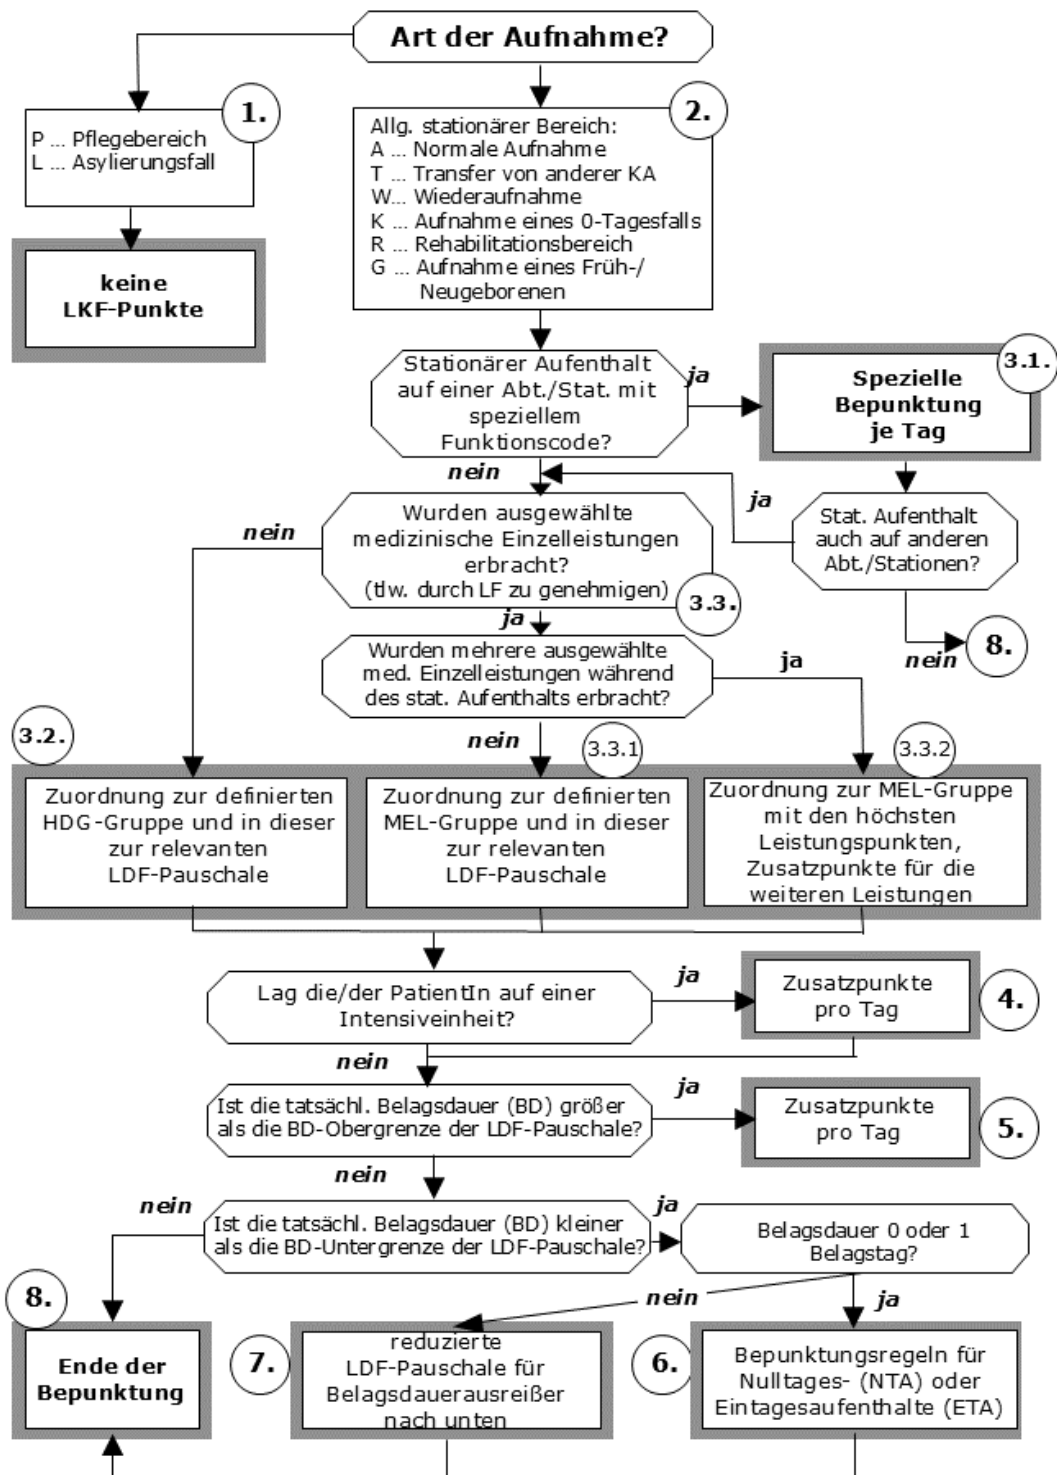 Art der Aufnahme?
1.
P ... Pflegebereich
L ... Asylierungsfall
keine
LKF-Punkte
2.
Allg. stationärer Bereich:
A ... Normale Aufnahme
T ... Transfer von anderer KA
W... Wiederaufnahme
K ... Aufnahme eines 0-Tagesfalls
R ... Rehabilitationsbereich
G ... Aufnahme eines Früh-/
Neugeborenen
Stationärer Aufenthalt
auf einer Abt./Stat. mit
speziellem
Funktionscode?
ja
3.1.
Spezielle
Bepunktung
je Tag
nein
ja
Stat. Aufenthalt
auch auf anderen
Abt./Stationen?
nein
8.
Wurden ausgewählte
medizinische Einzelleistungen
erbracht?
(tlw. durch LF zu genehmigen)
3.3.
nein
ja
Wurden mehrere ausgewählte
med. Einzelleistungen während
des stat. Aufenthalts erbracht?
ja
nein
3.2.
Zuordnung zur definierten
HDG-Gruppe und in dieser
zur relevanten
LDF-Pauschale
3.3.1
Zuordnung zur definierten
MEL-Gruppe und in dieser
zur relevanten
LDF-Pauschale
3.3.2
Zuordnung zur MEL-Gruppe
mit den höchsten
Leistungspunkten,
Zusatzpunkte für die
weiteren Leistungen
Lag die/der PatientIn auf einer
Intensiveinheit?
ja
Zusatzpunkte
pro Tag
4.
nein
Ist die tatsächl. Belagsdauer (BD) größer
als die BD-Obergrenze der LDF-Pauschale?
ja
Zusatzpunkte
pro Tag
5.
nein
Ist die tatsächl. Belagsdauer (BD) kleiner
als die BD-Untergrenze der LDF-Pauschale?
nein
ja
Belagsdauer 0 oder 1
Belagstag?
nein
ja
8.
Ende der
Bepunktung
7.
reduzierte
LDF-Pauschale für
Belagsdauerausreißer
nach unten
6.
Bepunktungsregeln für
Nulltages- (NTA) oder
Eintagesaufenthalte (ETA)